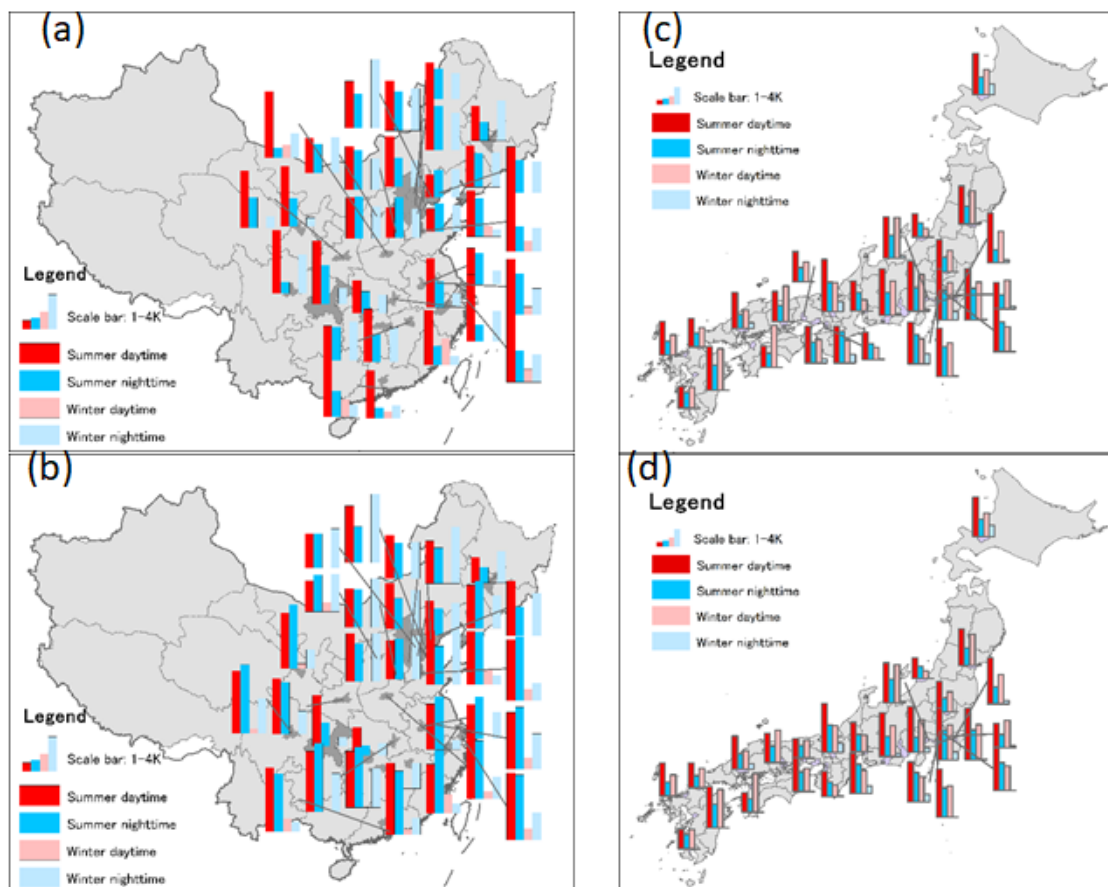 (a)
Legend
Scale bar: 1-4K
Summer daytime
Summer nighttime
Winter daytime
Winter nighttime
(c)
Legend
Scale bar: 1-4K
Summer daytime
Summer nighttime
Winter daytime
Winter nighttime
(b)
Legend
Scale bar: 1-4K
Summer daytime
Summer nighttime
Winter daytime
Winter nighttime
(d)
Legend
Scale bar: 1-4K
Summer daytime
Summer nighttime
Winter daytime
Winter nighttime